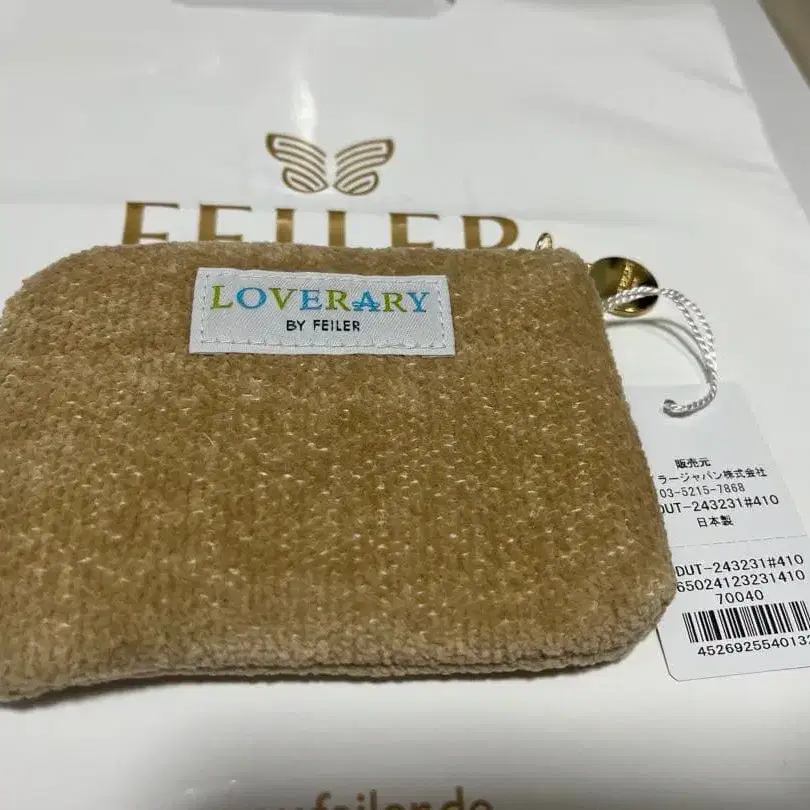 FEILER
LOVERARY
BY FEILER
販売元
ラージャパン株式会社
03-5215-7868
DUT-243231#410
日本製
DUT-243231#410
65024123231410
70040
452692554013